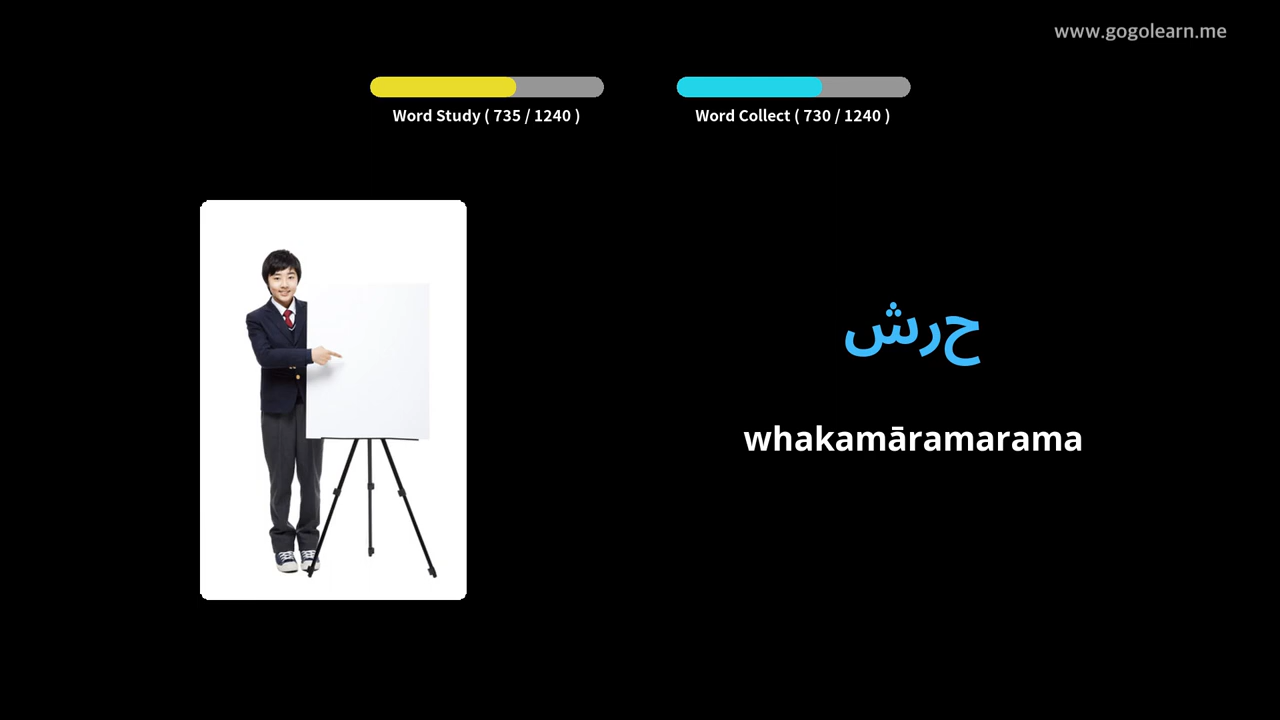 www.gogolearn.me
Word Study ( 735 / 1240 )
Word Collect ( 730 / 1240 )
حرش
whakamāramarama